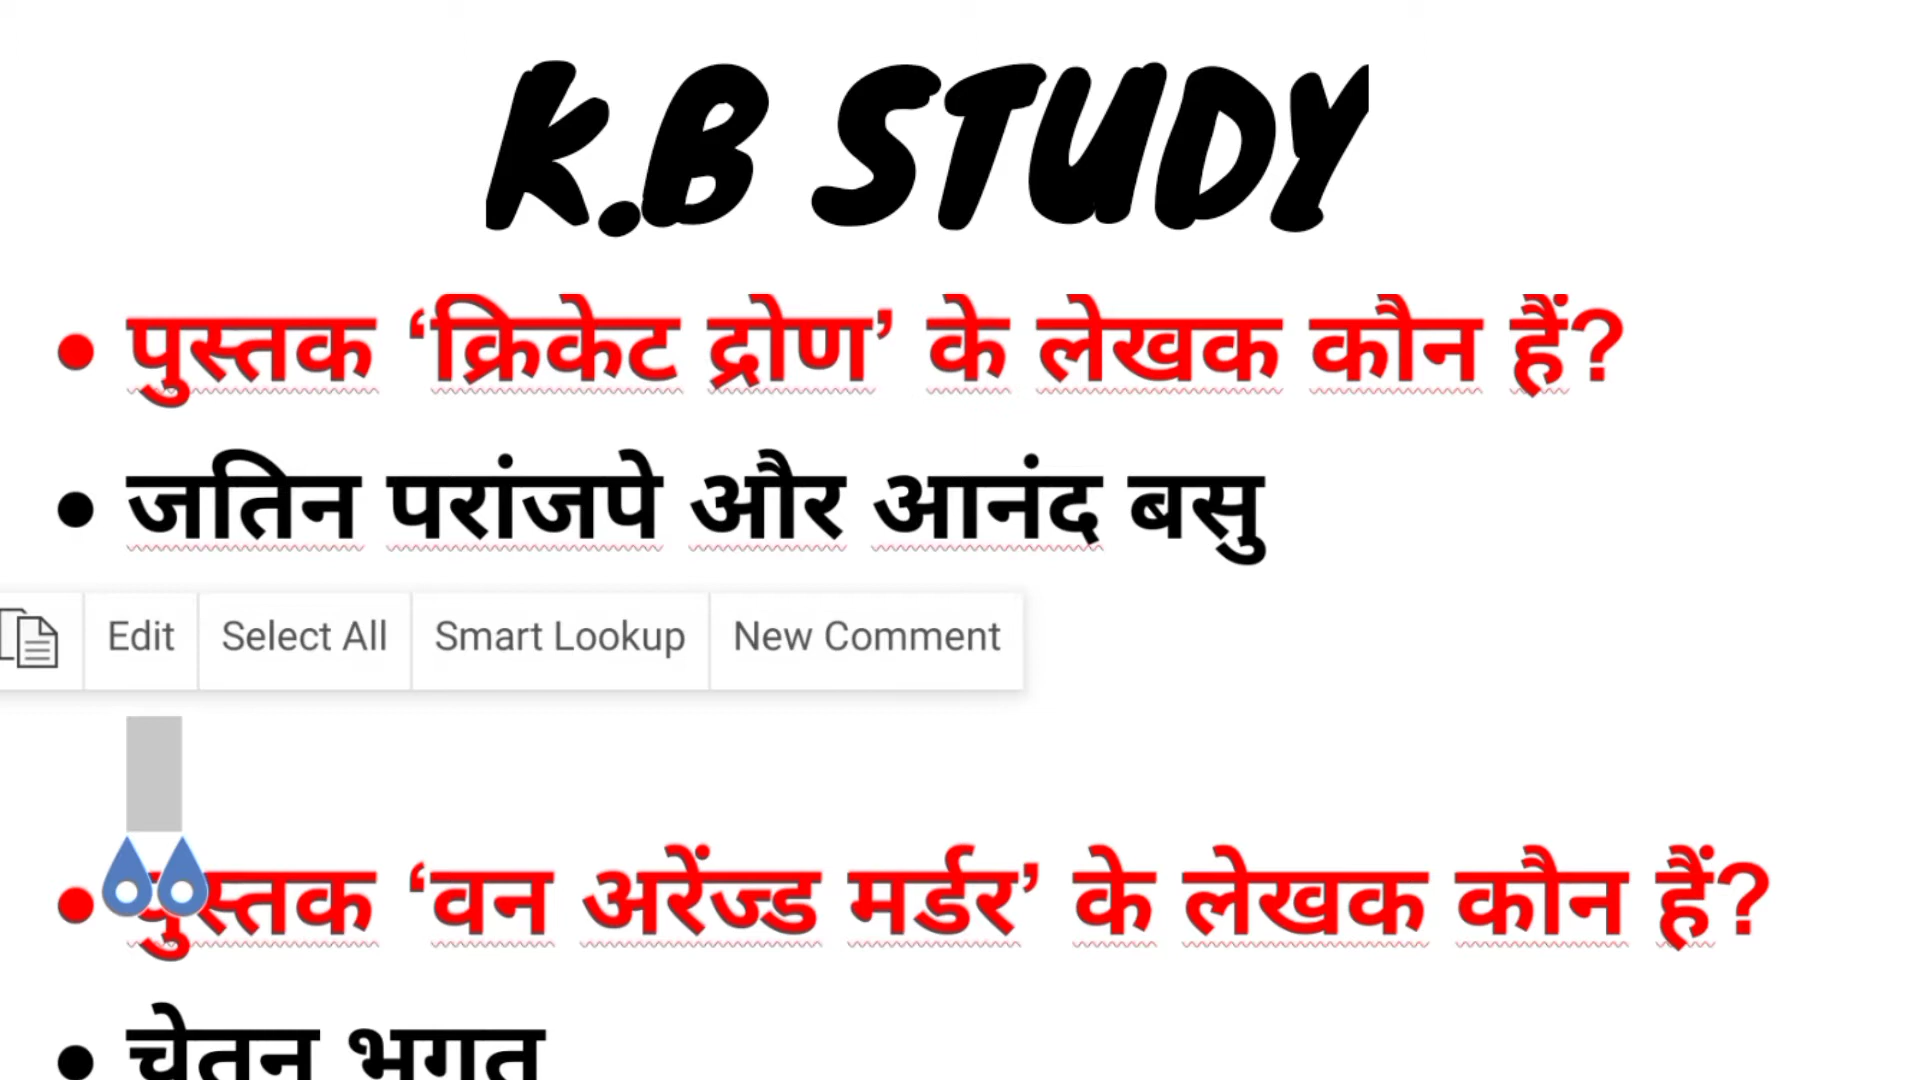 K.B STUDY
• पुस्तक ‘क्रिकेट द्रोण’ के लेखक कौन हैं?
• जतिन परांजपे और आनंद बसु
Edit Select All Smart Lookup New Comment
• पुस्तक ‘वन अरेंज्ड मर्डर’ के लेखक कौन हैं?
• चेतन भगत